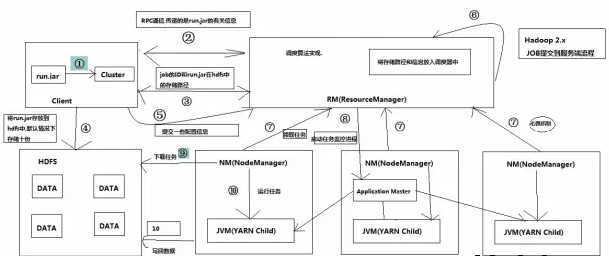 RPC通信,传递的是run.jar的有关信息
②
⑥
Hadoop 2.x
JOB提交到服务端流程
调度算法实现.
将存储路径和ID信息放入调度器中
①
run.jar
Cluster
Client
job的ID和run.jar在hdfs中
的存储路径
③
RM(ResourceManager)
将run.jar存放到
hdfs中,默认情况下
存储十份
④
⑤
提交一些配置信息
⑦
领取任务
⑧
启动任务监控进程
⑦
⑦
心跳机制
HDFS
下载任务
⑨
NM(NodeManager)
NM(NodeManager)
NM(NodeManager)
DATA
DATA
DATA
DATA
⑩
运行任务
Application Master
10
写回数据
JVM(YARN Child)
JVM(YARN Child)
JVM(YARN Child)